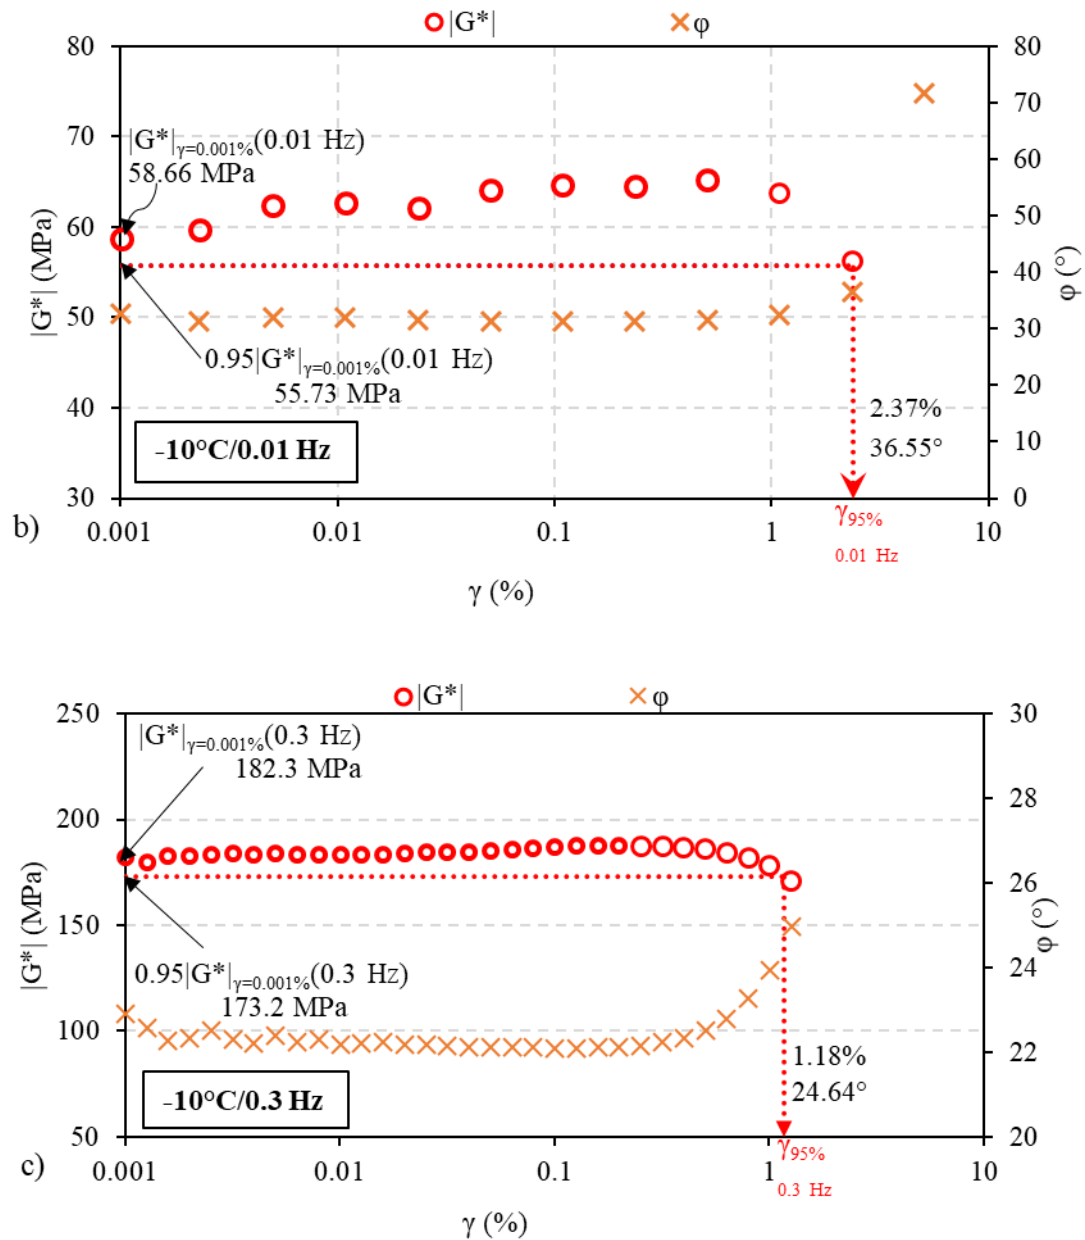 |G*| φ
80 80
70 70
|G*|γ=0.001%(0.01 Hz)
58.66 MPa
60 60
50 50
40 40
30 30
20
10
0
|G*| (MPa)
φ (°)
0.95|G*|γ=0.001%(0.01 Hz)
55.73 MPa
2.37%
36.55°
-10°C/0.01 Hz
b)
0.001 0.01 0.1 1 10
γ95%
0.01 Hz
γ (%)
|G*| φ
250 30
|G*|γ=0.001%(0.3 Hz)
182.3 MPa
28
200
26
150
24
100
22
50 20
|G*| (MPa)
φ (°)
0.95|G*|γ=0.001%(0.3 Hz)
173.2 MPa
1.18%
24.64°
-10°C/0.3 Hz
c)
0.001 0.01 0.1 1 10
γ95%
0.3 Hz
γ (%)